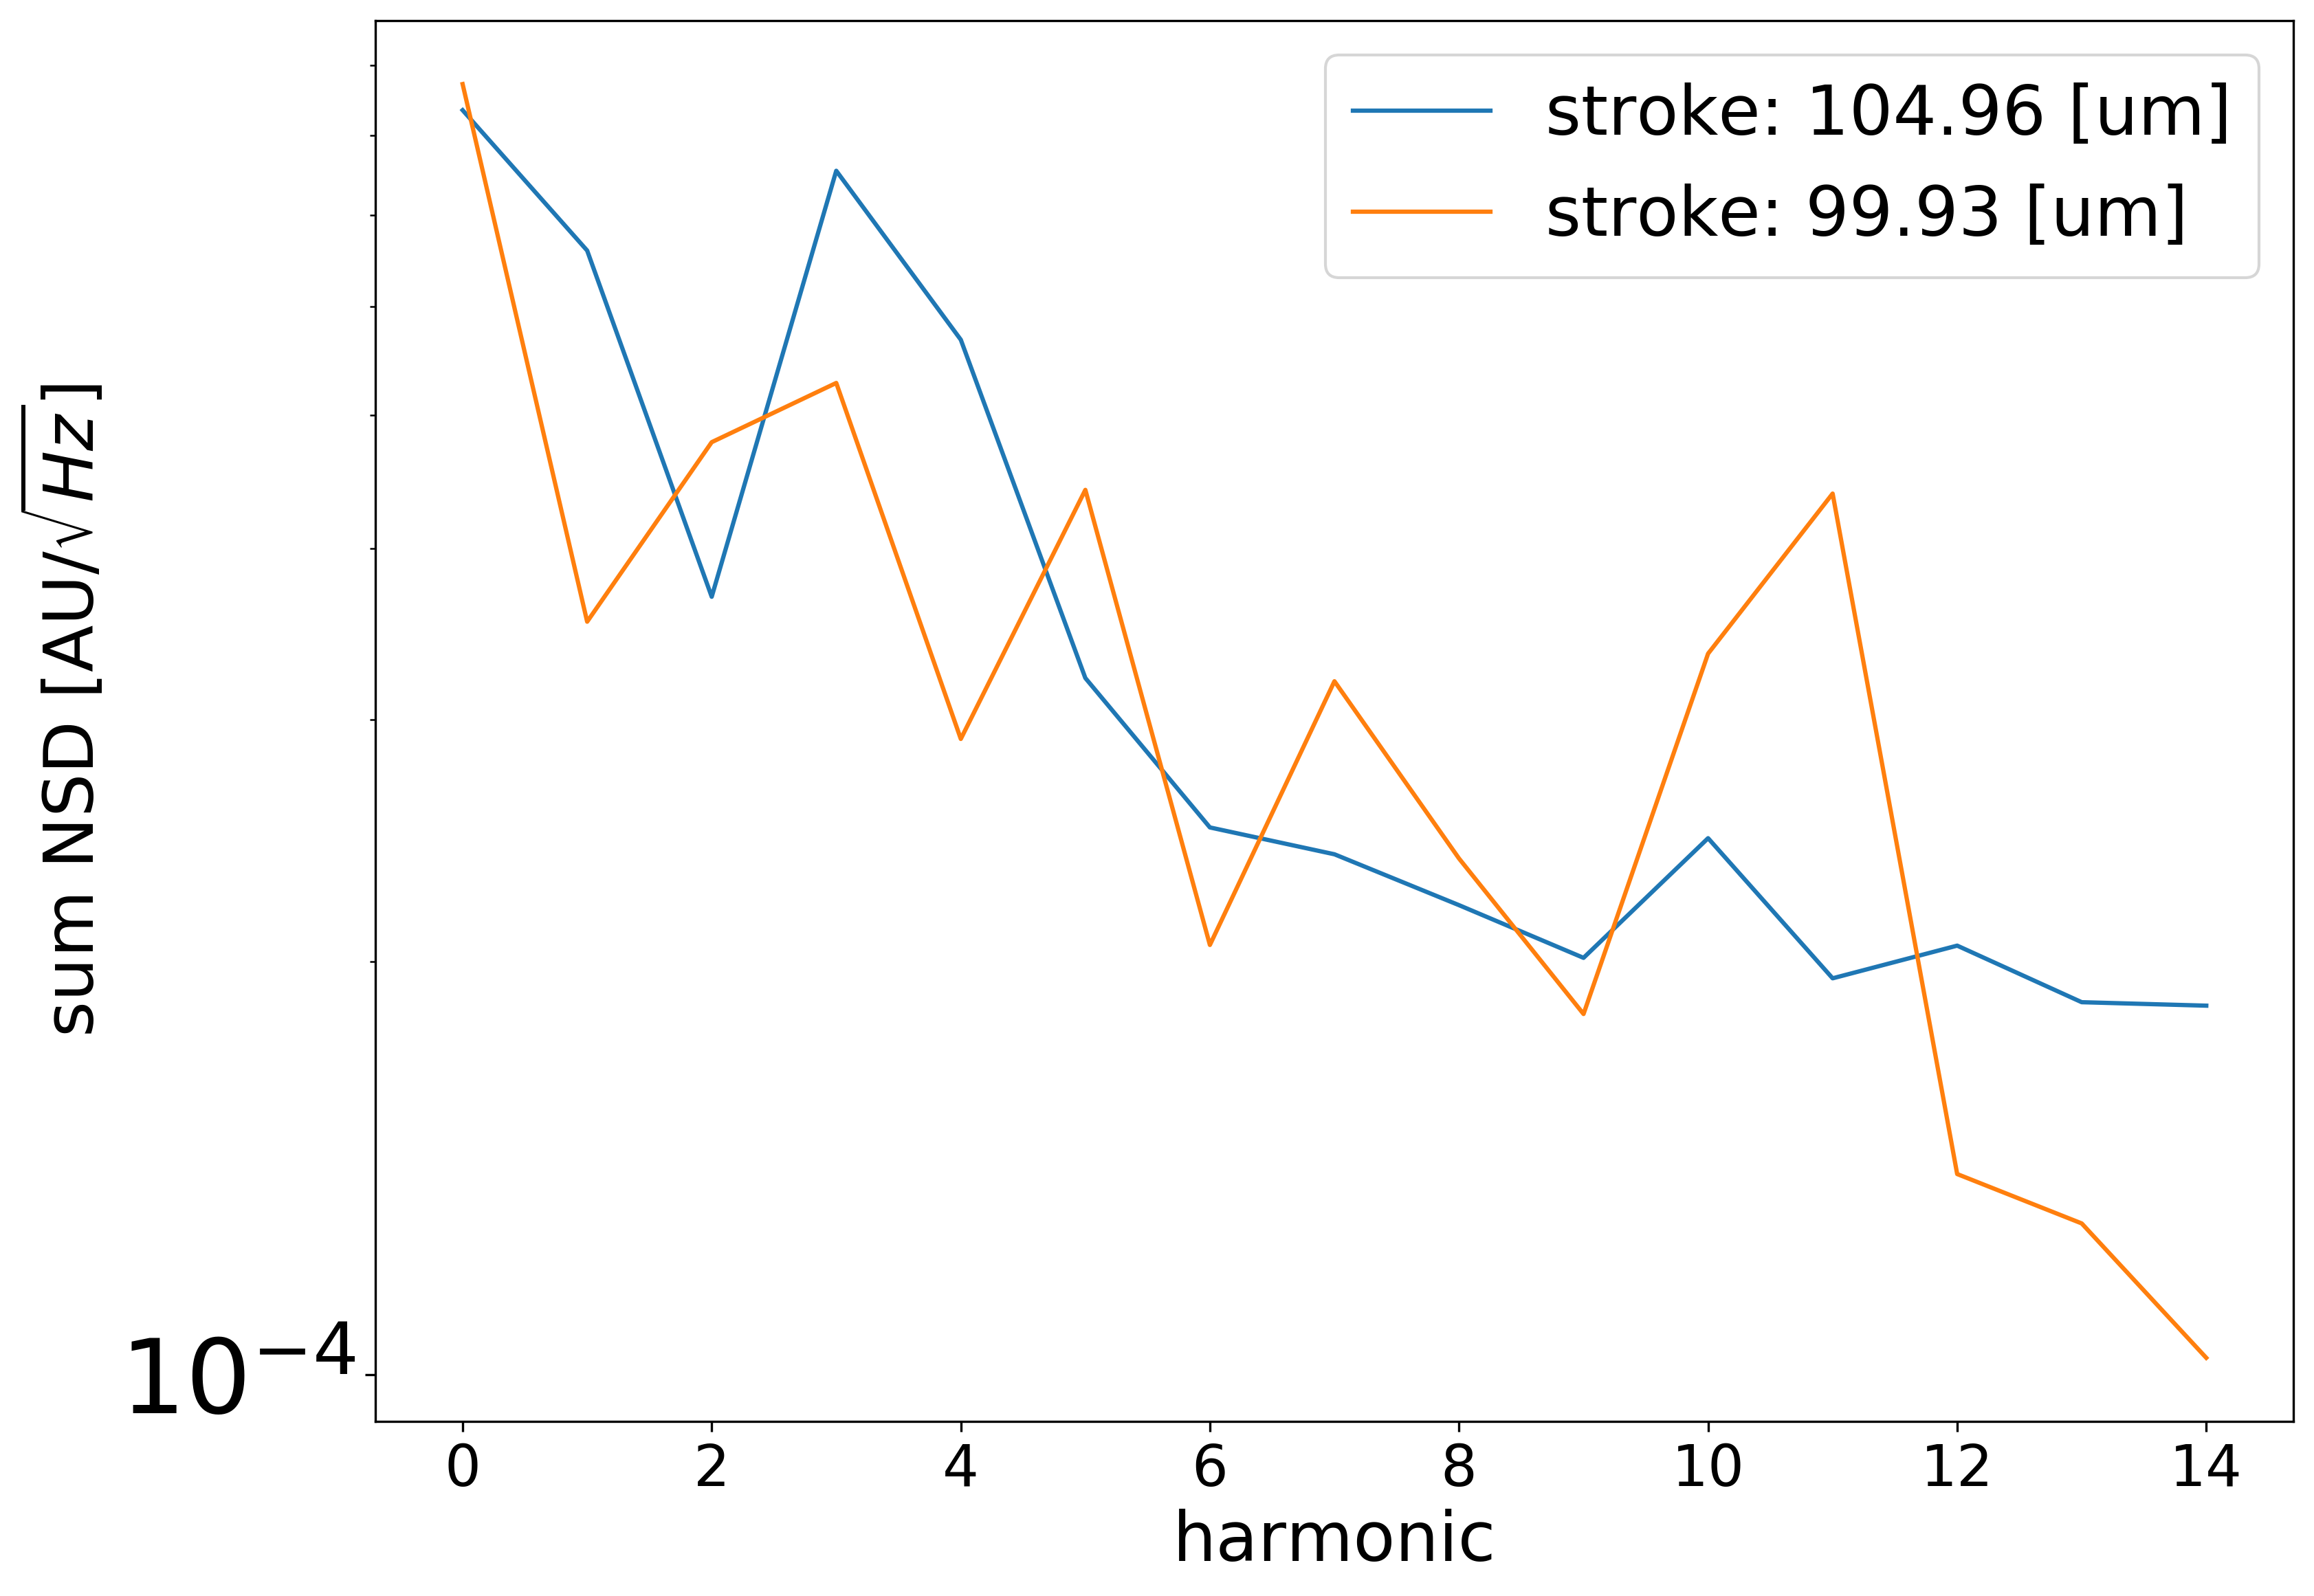 stroke: 104.96 [um]
stroke: 99.93 [um]
sum NSD [AU/√Hz]
10⁻⁴
0 2 4 6 8 10 12 14
harmonic